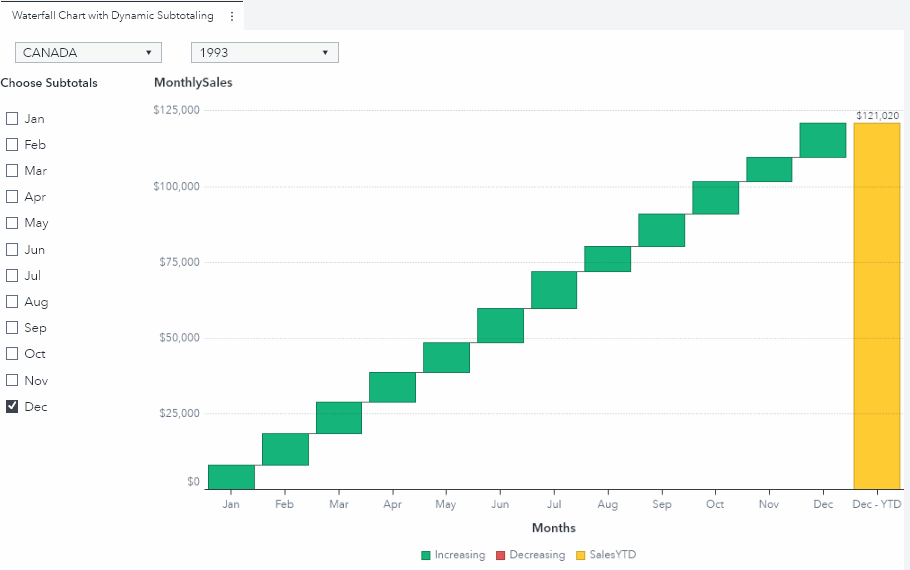 Waterfall Chart with Dynamic Subtotaling
CANADA
1993
Choose Subtotals
Jan
Feb
Mar
Apr
May
Jun
Jul
Aug
Sep
Oct
Nov
Dec
MonthlySales
$125,000
$121,020
$100,000
$75,000
$50,000
$25,000
$0
Jan Feb Mar Apr May Jun Jul Aug Sep Oct Nov Dec Dec - YTD
Months
Increasing Decreasing SalesYTD